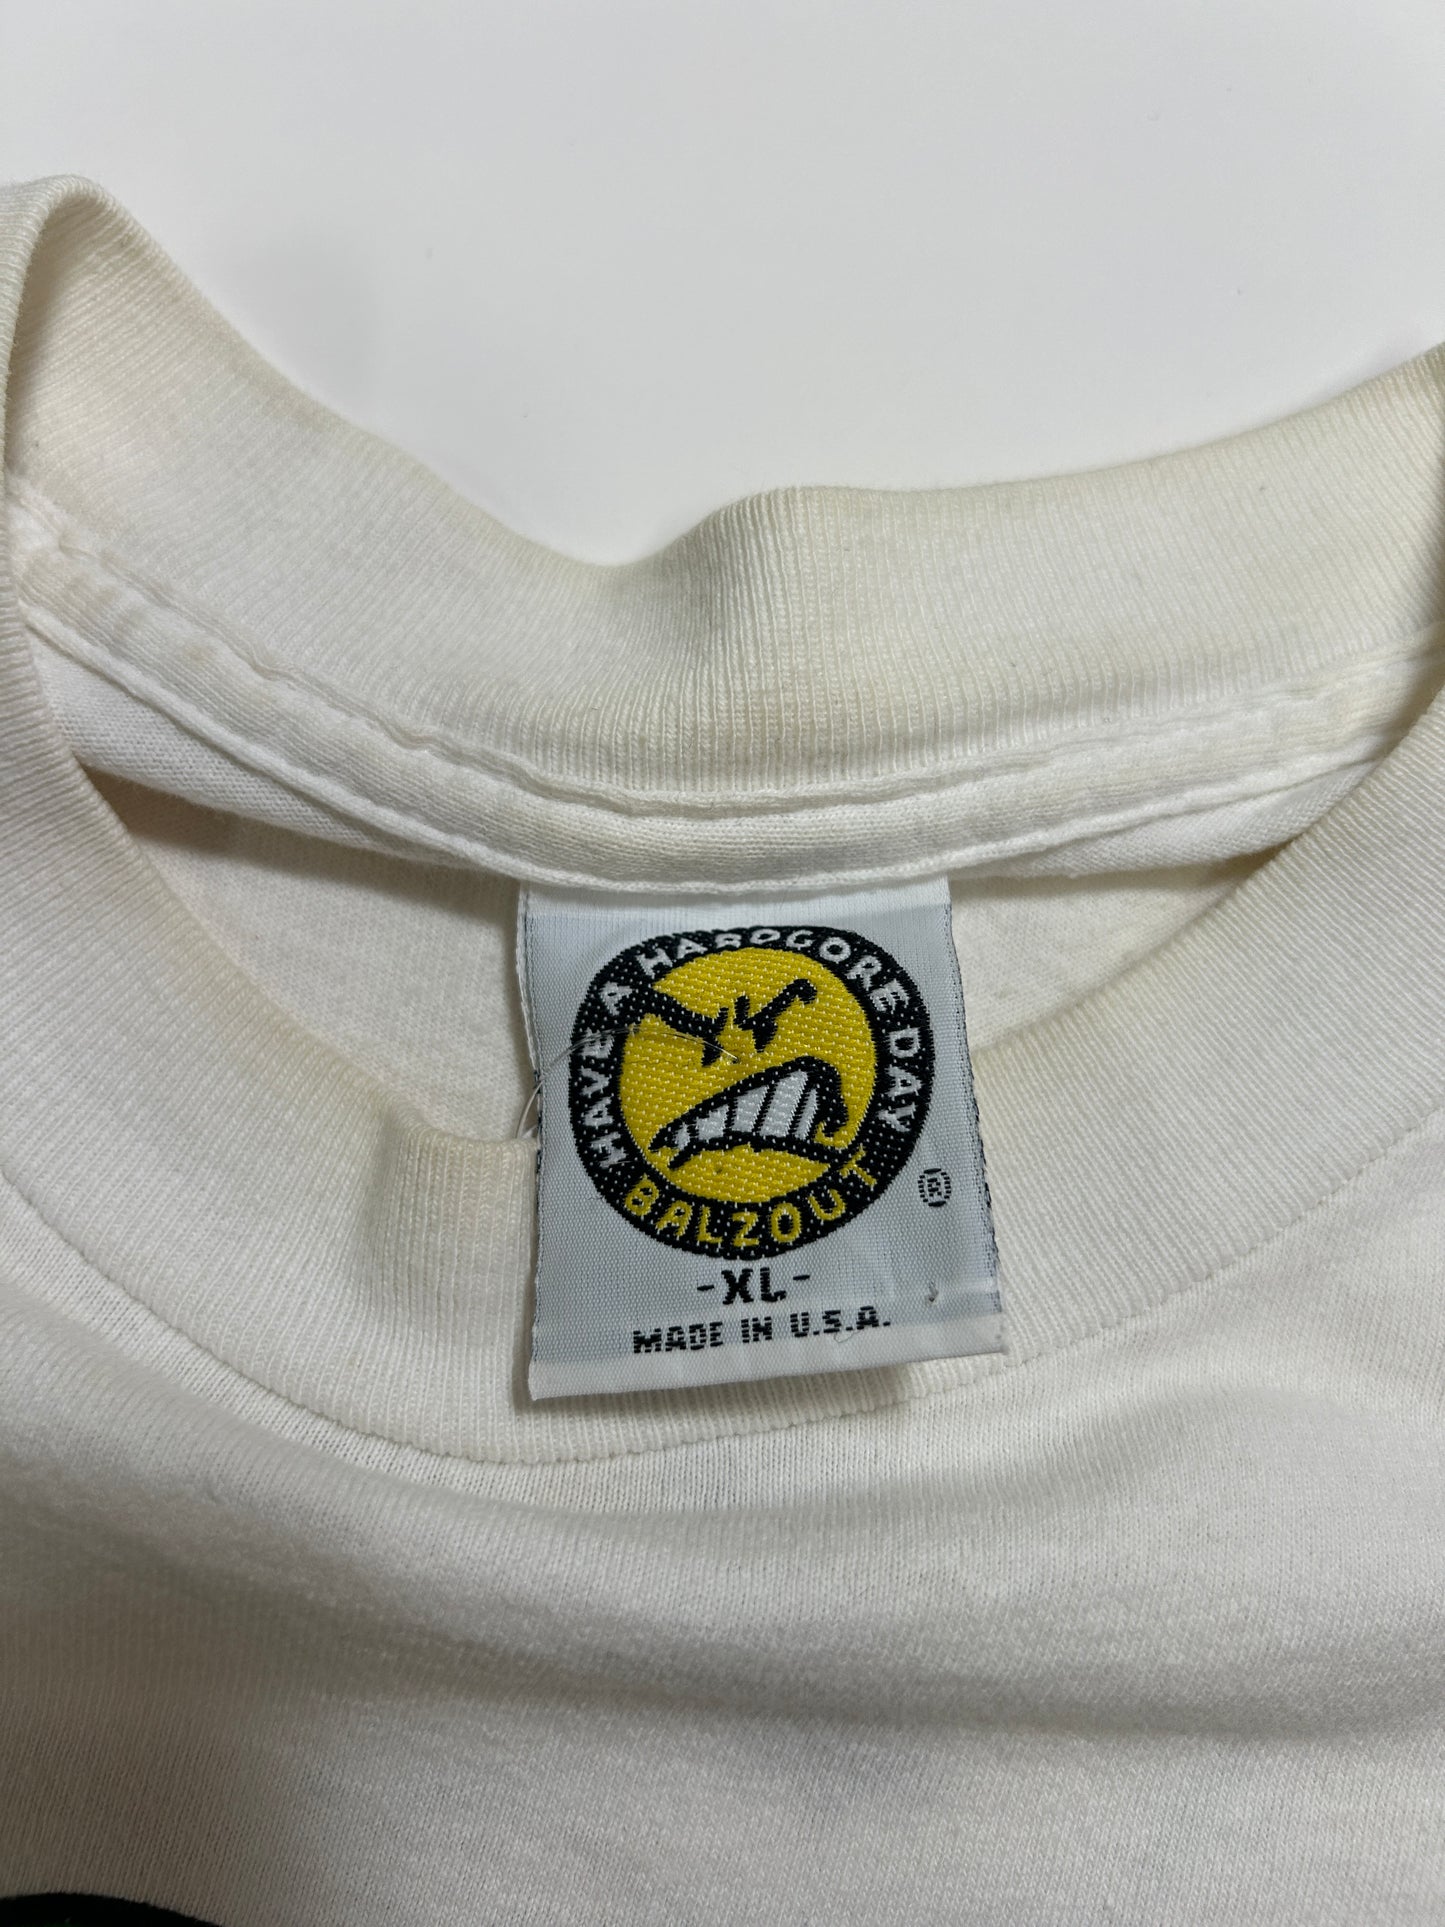 HAVE A HARDCORE DAY
BALZOUT
®
-XL-
MADE IN U.S.A.